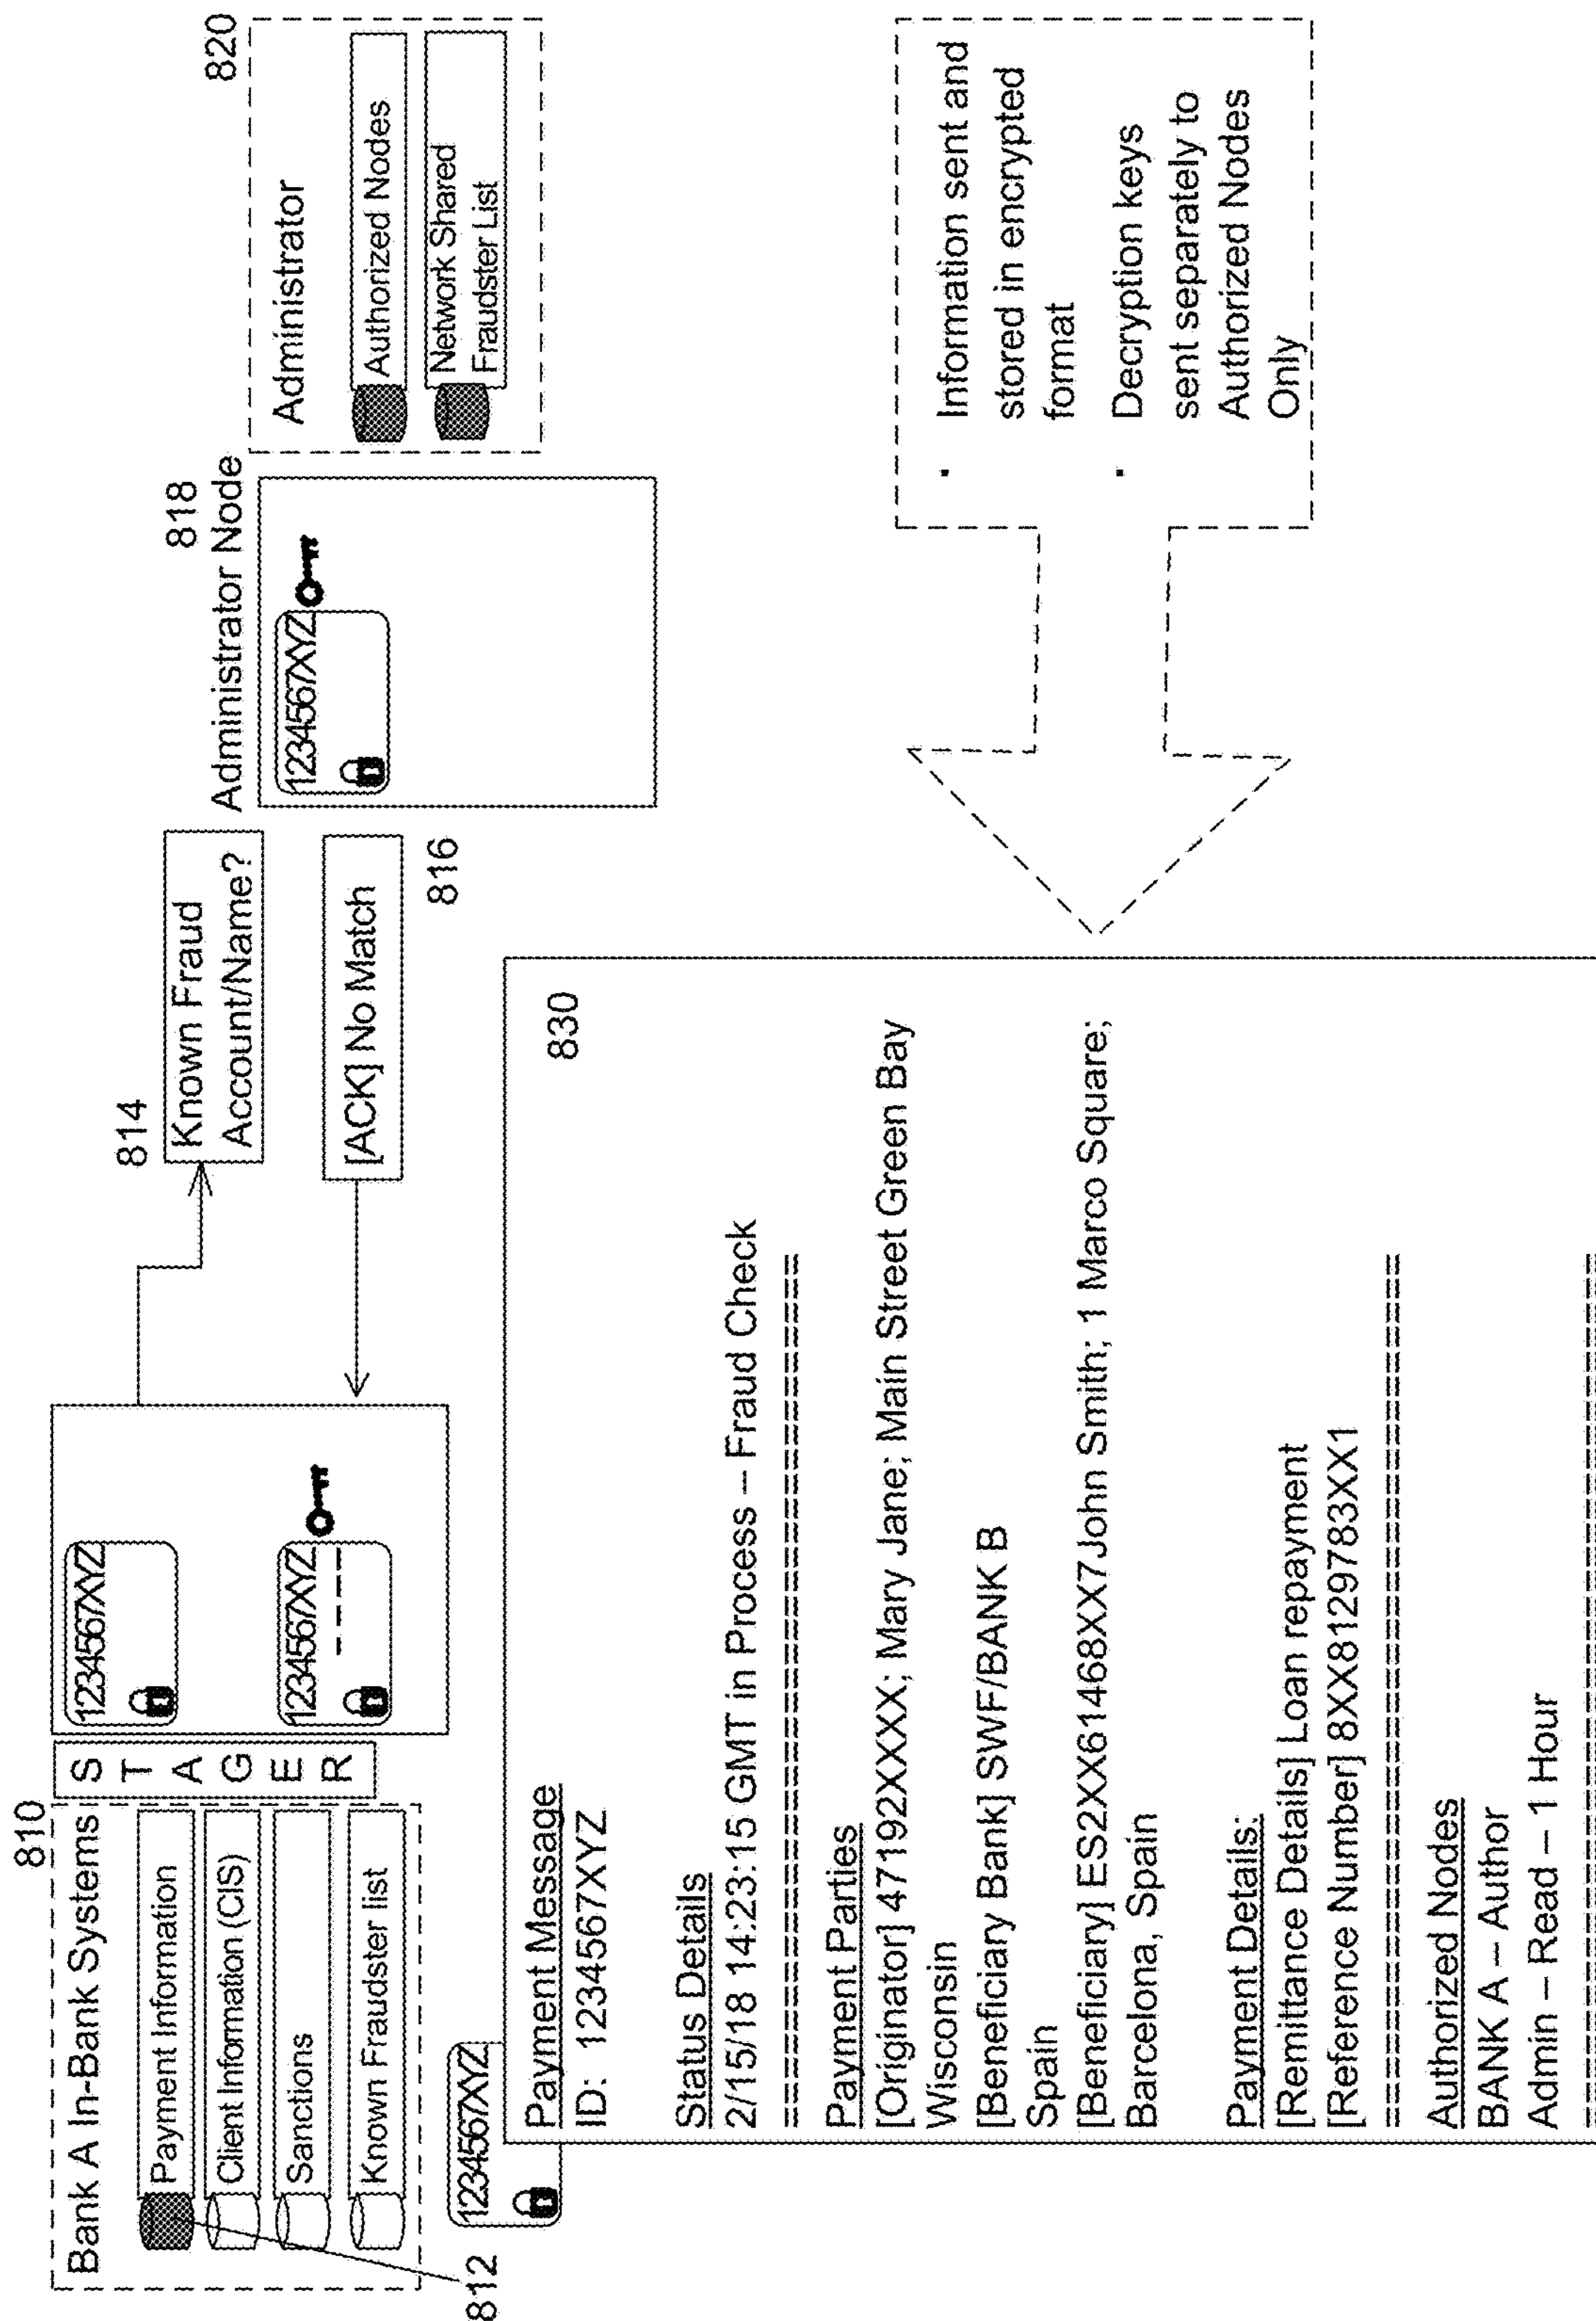 810
Bank A In-Bank Systems
Payment Information
Client Information (CIS)
Sanctions
Known Fraudster list
812
S
T
A
G
E
R
1234567XYZ
1234567XYZ
814
Known Fraud
Account/Name?
[ACK] No Match
816
818
Administrator Node
1234567XYZ
820
Administrator
Authorized Nodes
Network Shared
Fraudster List
1234567XYZ
830
Payment Message
ID: 1234567XYZ
Status Details
2/15/18 14:23:15 GMT in Process – Fraud Check
==================================
Payment Parties
[Originator] 47192XXXX; Mary Jane; Main Street Green Bay
Wisconsin
[Beneficiary Bank] SWF/BANK B
Spain
[Beneficiary] ES2XX61468XX7John Smith; 1 Marco Square;
Barcelona, Spain
Payment Details:
[Remittance Details] Loan repayment
[Reference Number] 8XX8129783XX1
==================================
Authorized Nodes
BANK A – Author
Admin – Read – 1 Hour
==================================
· Information sent and
stored in encrypted
format
· Decryption keys
sent separately to
Authorized Nodes
Only